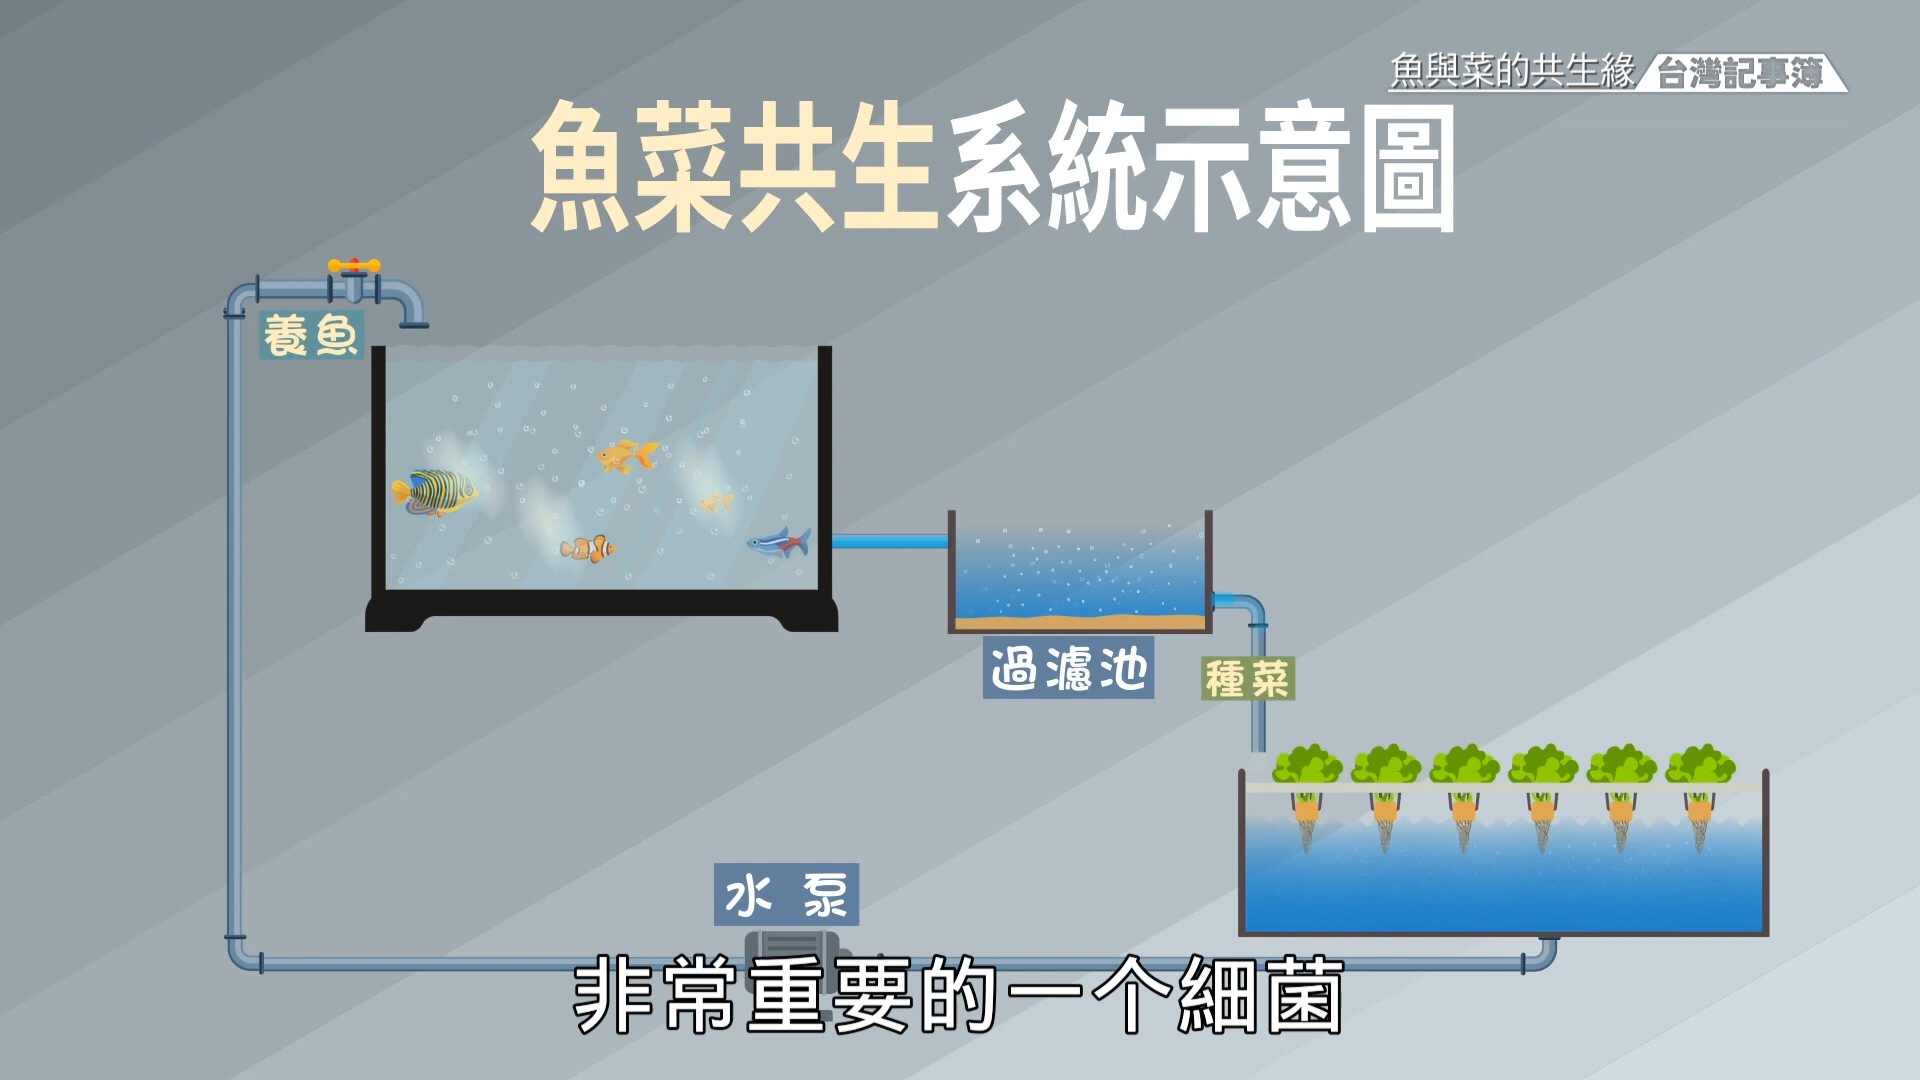 魚與菜的共生緣 台灣記事簿
魚菜共生系統示意圖
養魚
過濾池
種菜
水泵
非常重要的一个細菌